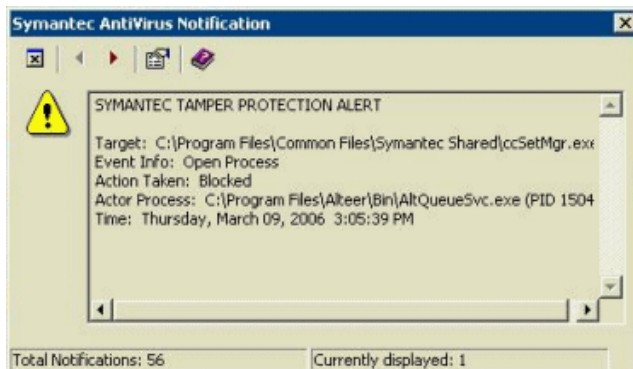 Symantec AntiVirus Notification
SYMANTEC TAMPER PROTECTION ALERT
Target: C:\Program Files\Common Files\Symantec Shared\ccSetMgr.exe
Event Info: Open Process
Action Taken: Blocked
Actor Process: C:\Program Files\Alteer\Bin\AltQueueSvc.exe (PID 1504
Time: Thursday, March 09, 2006 3:05:39 PM
Total Notifications: 56
Currently displayed: 1